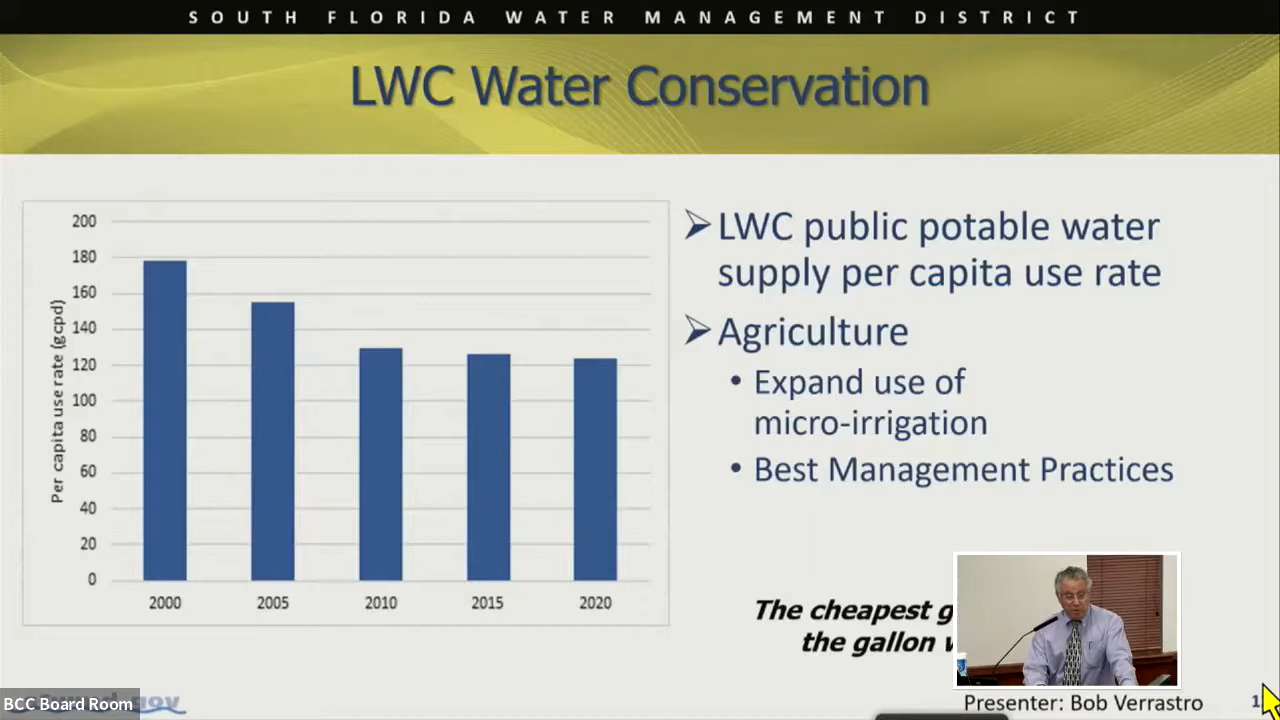 SOUTH FLORIDA WATER MANAGEMENT DISTRICT
LWC Water Conservation
200
180
160
140
120
100
80
60
40
20
0
Per capita use rate (gcpd)
2000
2005
2010
2015
2020
➢LWC public potable water
supply per capita use rate
➢Agriculture
• Expand use of
micro-irrigation
• Best Management Practices
The cheapest
the gallon
BCC Board Room
Presenter: Bob Verrastro